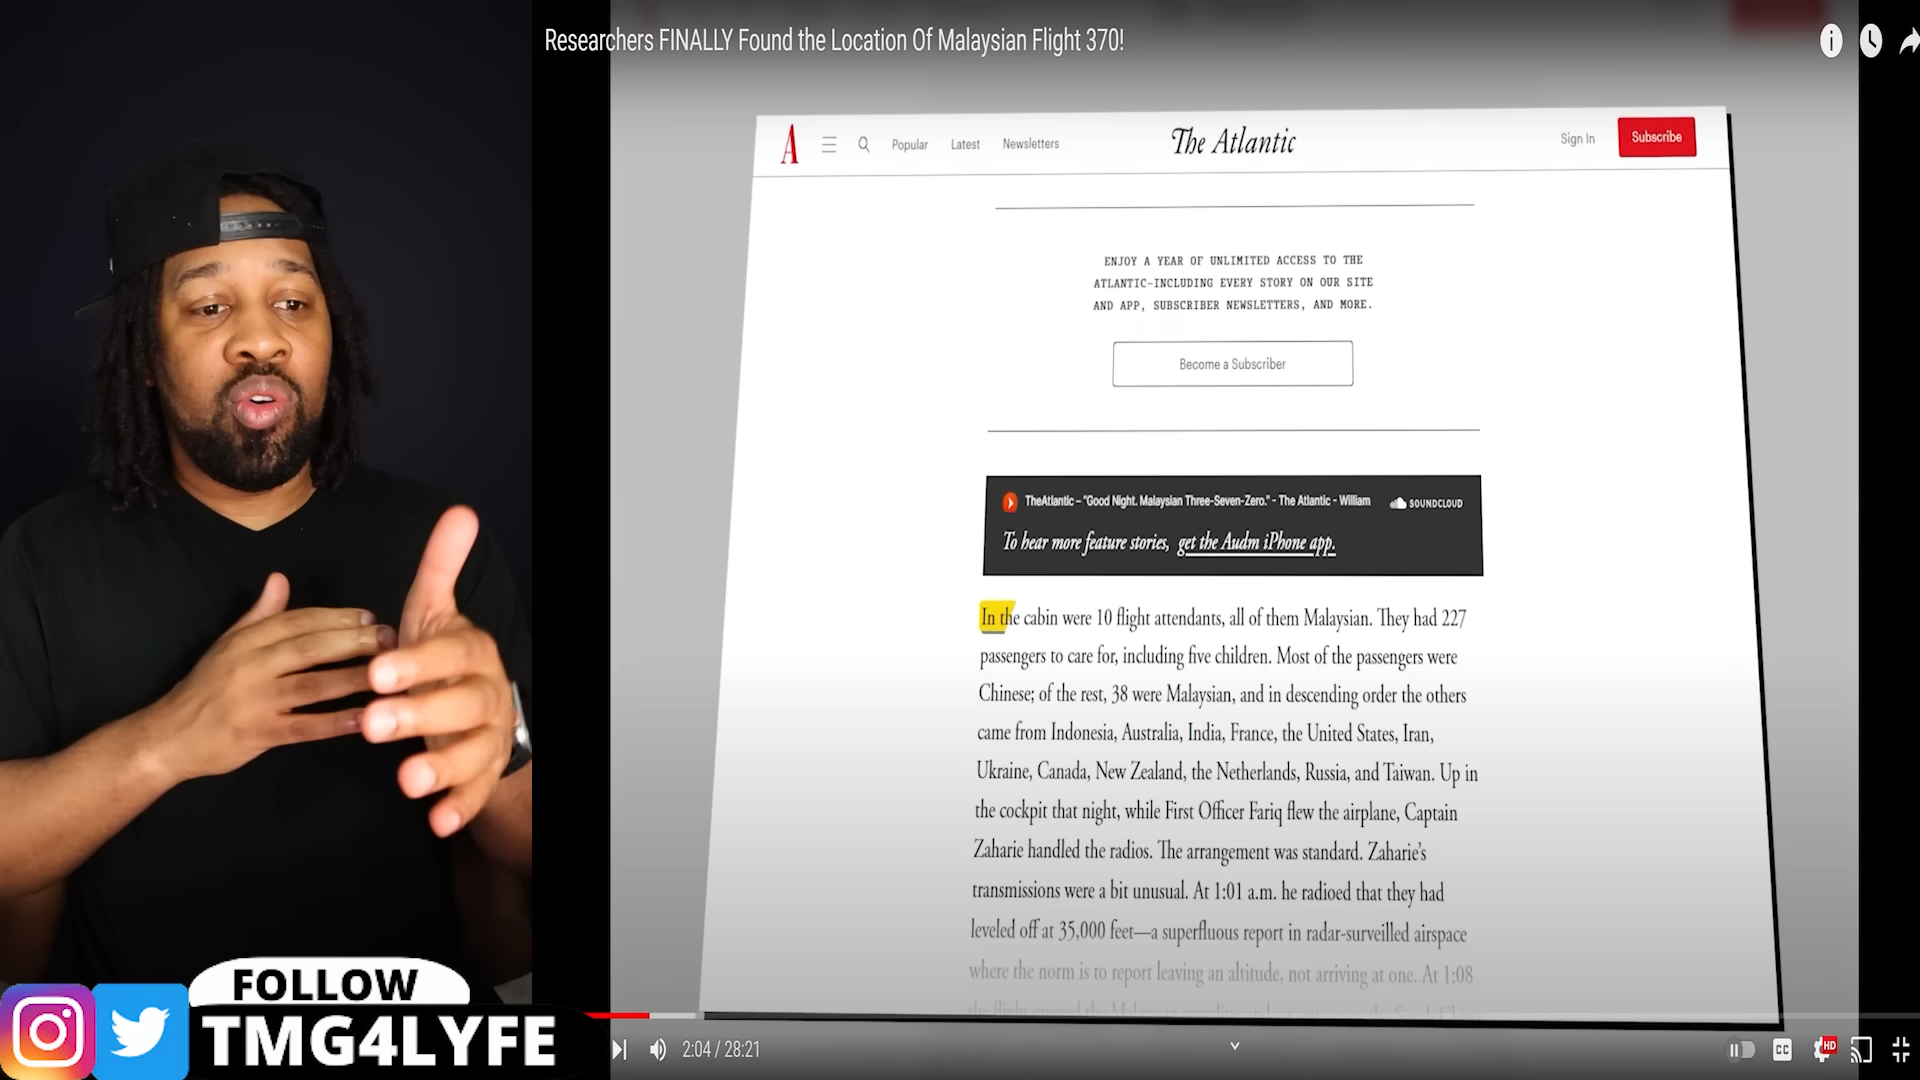 Researchers FINALLY Found the Location Of Malaysian Flight 370!
A
Popular
Latest
Newsletters
The Atlantic
Sign In
Subscribe
ENJOY A YEAR OF UNLIMITED ACCESS TO THE
ATLANTIC—INCLUDING EVERY STORY ON OUR SITE
AND APP, SUBSCRIBER NEWSLETTERS, AND MORE.
Become a Subscriber
TheAtlantic – "Good Night. Malaysian Three-Seven-Zero." - The Atlantic - William
SOUNDCLOUD
To hear more feature stories, get the Audm iPhone app.
In the cabin were 10 flight attendants, all of them Malaysian. They had 227
passengers to care for, including five children. Most of the passengers were
Chinese; of the rest, 38 were Malaysian, and in descending order the others
came from Indonesia, Australia, India, France, the United States, Iran,
Ukraine, Canada, New Zealand, the Netherlands, Russia, and Taiwan. Up in
the cockpit that night, while First Officer Fariq flew the airplane, Captain
Zaharie handled the radios. The arrangement was standard. Zaharie's
transmissions were a bit unusual. At 1:01 a.m. he radioed that they had
leveled off at 35,000 feet—a superfluous report in radar-surveilled airspace
where the norm is to report leaving an altitude, not arriving at one. At 1:08
FOLLOW
TMG4LYFE
2:04 / 28:21
CC
HD